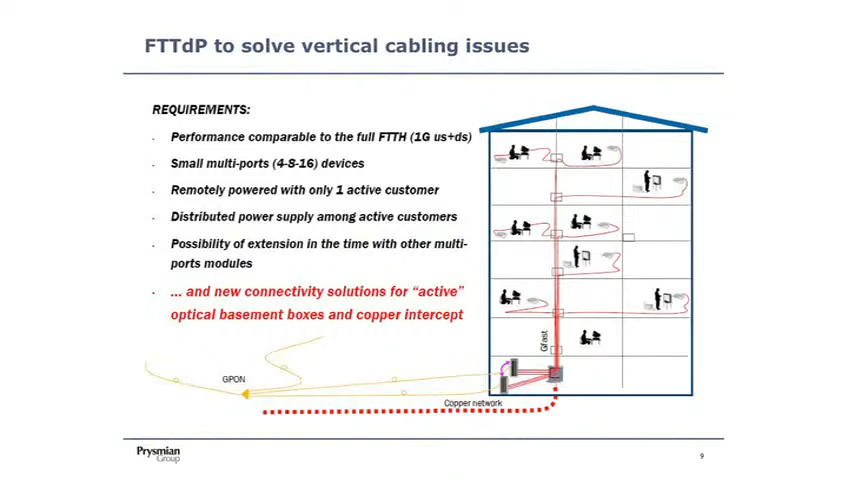 FTTdP to solve vertical cabling issues
REQUIREMENTS:
Performance comparable to the full FTTH (1G us+ds)
Small multi-ports (4-8-16) devices
Remotely powered with only 1 active customer
Distributed power supply among active customers
Possibility of extension in the time with other multi-
ports modules
... and new connectivity solutions for “active”
optical basement boxes and copper intercept
Gfast
GPON
Copper network
Prysmian
Group
9